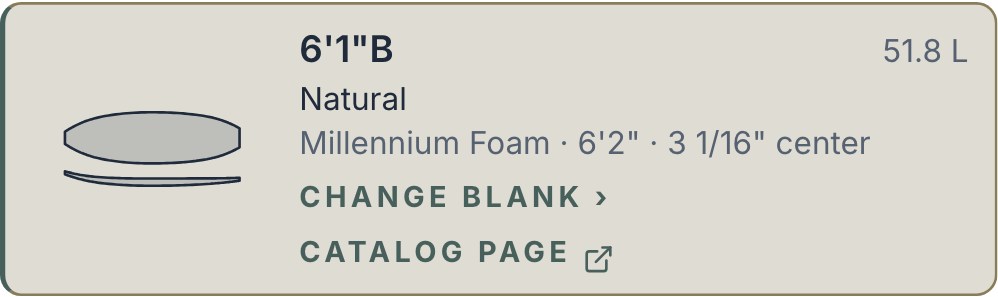 6'1"B
51.8 L
Natural
Millennium Foam · 6'2" · 3 1/16" center
CHANGE BLANK ›
CATALOG PAGE